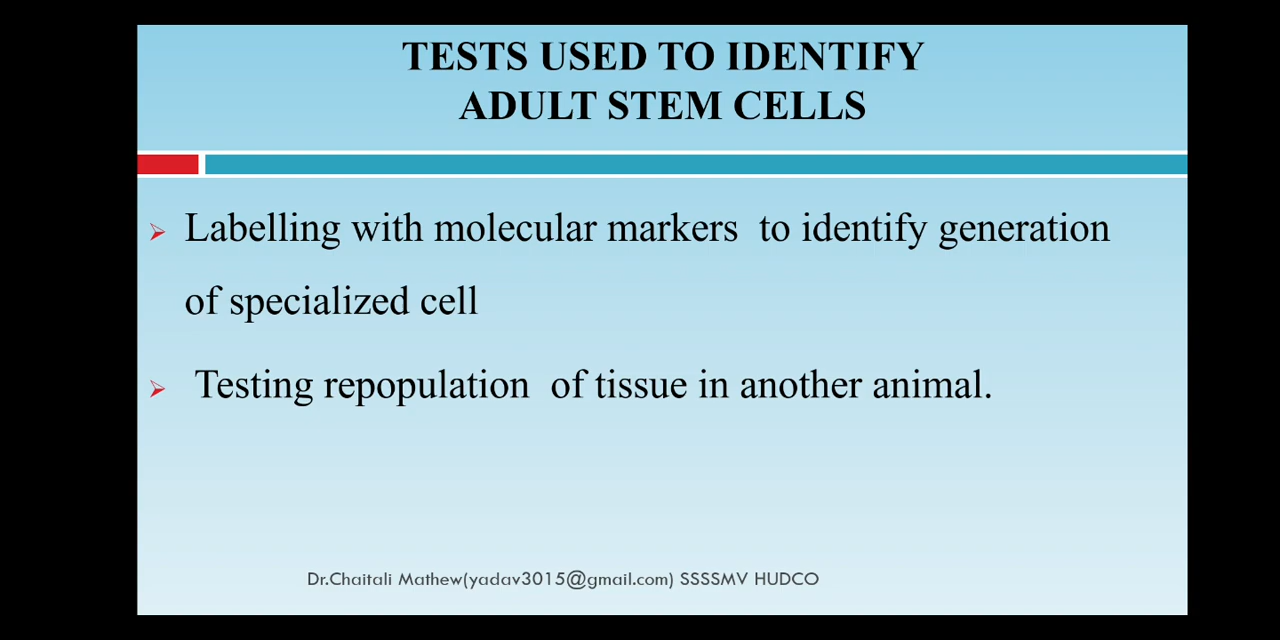 TESTS USED TO IDENTIFY
ADULT STEM CELLS
Labelling with molecular markers to identify generation
of specialized cell
Testing repopulation of tissue in another animal.
Dr.Chaitali Mathew(yadav3015@gmail.com) SSSSMV HUDCO